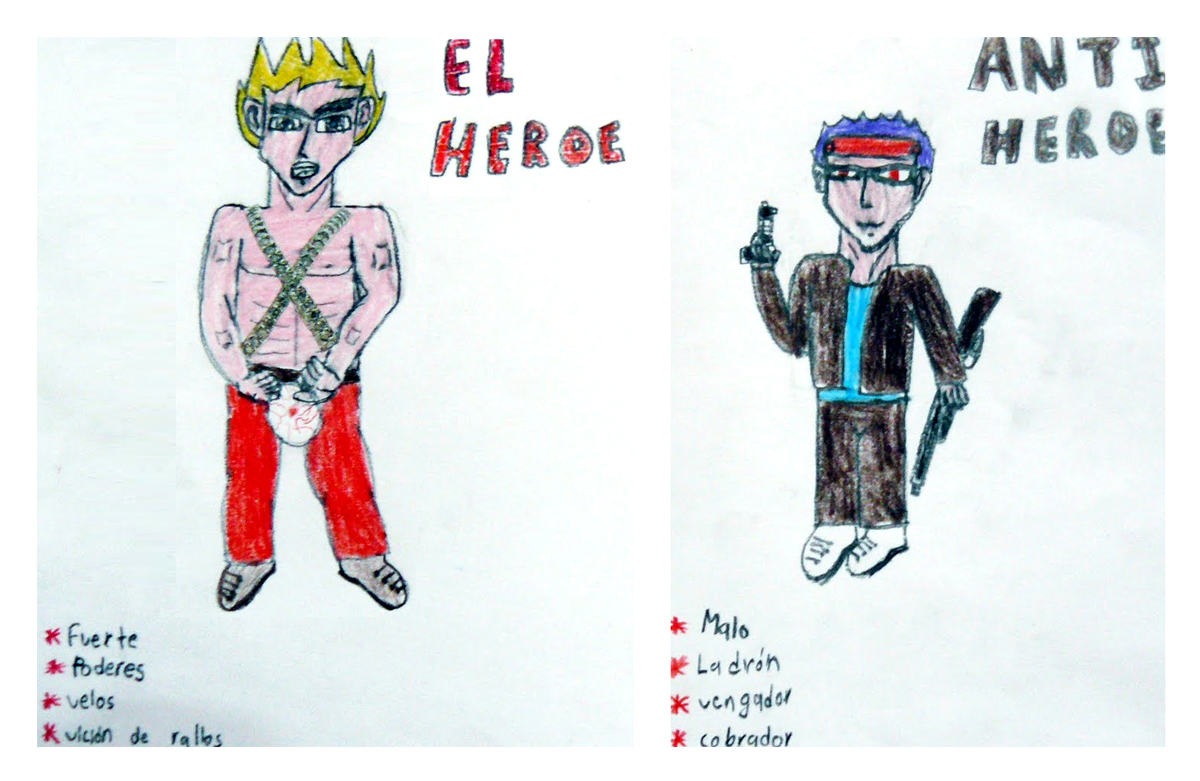 EL
HEROE
* Fuerte
* Poderes
* velos
* vición de rallos
ANTI
HEROE
* Malo
* Ladrón
* vengador
* cobrador